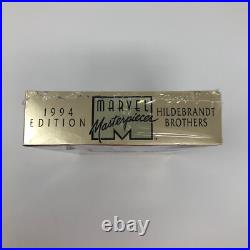 1994
EDITION
MARVEL
Masterpieces
M
HILDEBRANDT
BROTHERS